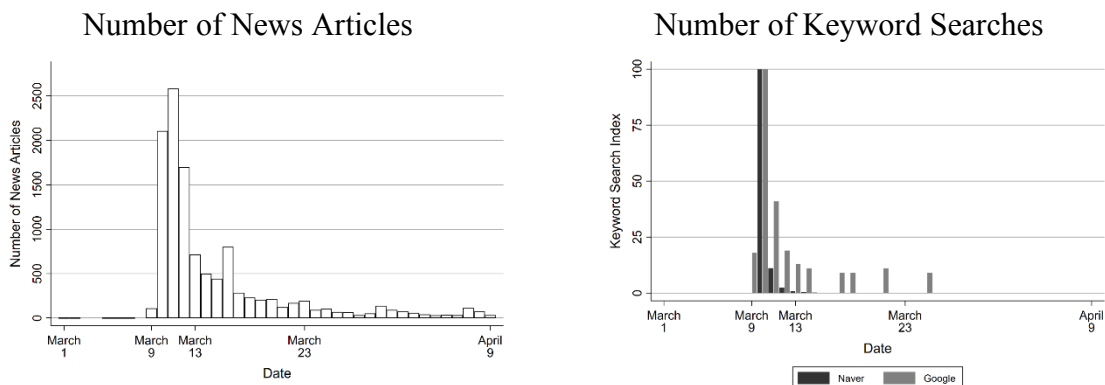 Number of News Articles
Number of News Articles
2500
2000
1500
1000
500
0
March 1
March 9
March 13
March 23
April 9
Date
Number of Keyword Searches
Keyword Search Index
100
75
50
25
0
March 1
March 9
March 13
March 23
April 9
Date
Naver
Google